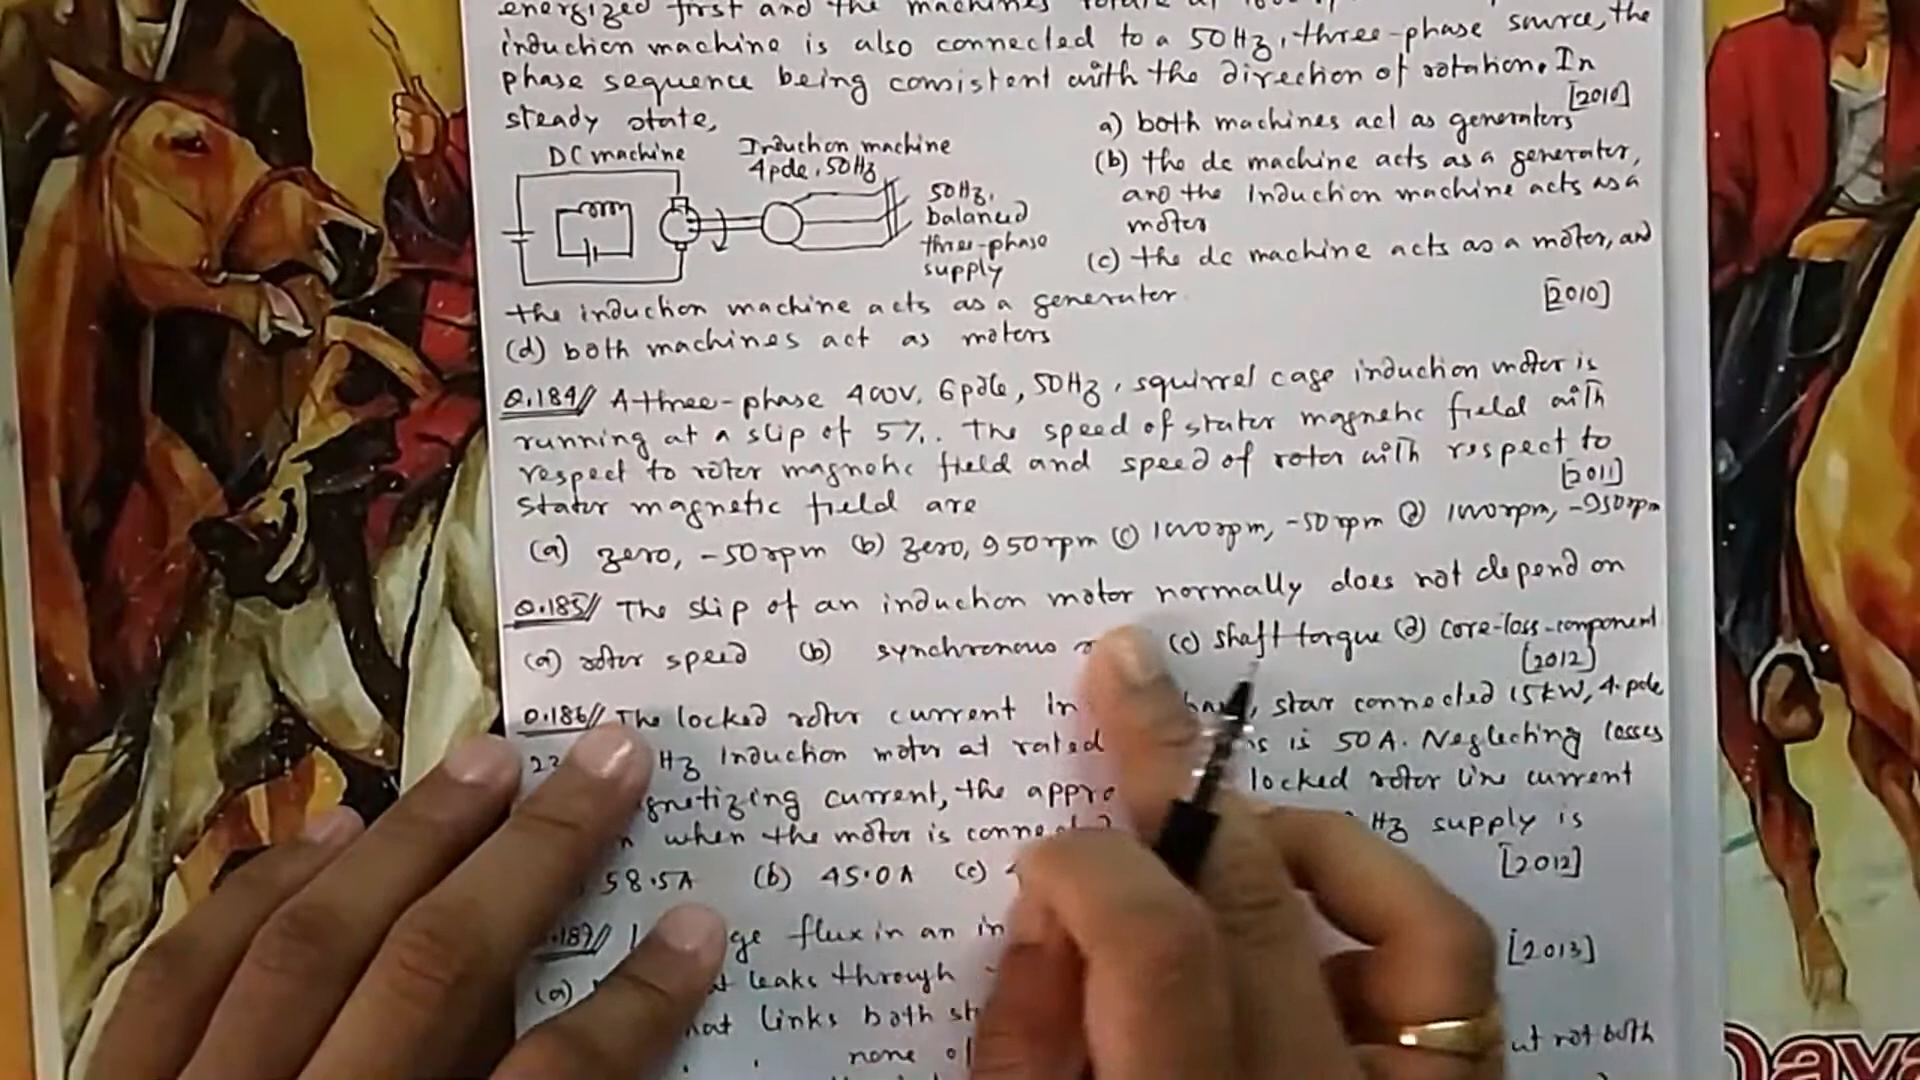 energized first and the machines rotate at
induction machine is also connected to a 50Hz, three-phase source, the
phase sequence being consistent with the direction of rotation. In
steady state,
[2010]
DC machine
Induction machine
4 pole, 50Hz
50Hz,
balanced
three-phase
supply
a) both machines act as generators
(b) the dc machine acts as a generator,
and the Induction machine acts as a
motor
(c) the dc machine acts as a motor, and
the induction machine acts as a generator
[2010]
(d) both machines act as motors
Q.184// A three-phase 400V, 6 pole, 50Hz, squirrel cage induction motor is
running at a slip of 5%. The speed of stator magnetic field with
respect to rotor magnetic field and speed of rotor with respect to
stator magnetic field are
[2011]
(a) zero, -50rpm (b) zero, 950rpm (c) 1000rpm, -50rpm (d) 1000rpm, -950rpm
Q.185// The slip of an induction motor normally does not depend on
(a) rotor speed (b) synchronous (c) shaft torque (d) core-loss-component
[2012]
Q.186// The locked rotor current in star connected 15kW, 4-pole
Hz Induction motor at rated is 50A. Neglecting losses
current, the locked rotor line current
when the motor is Hz supply is
58.5A (b) 45.0A (c)
[2012]
flux in an
[2013]
(a) leaks through
links both
none of
but not both